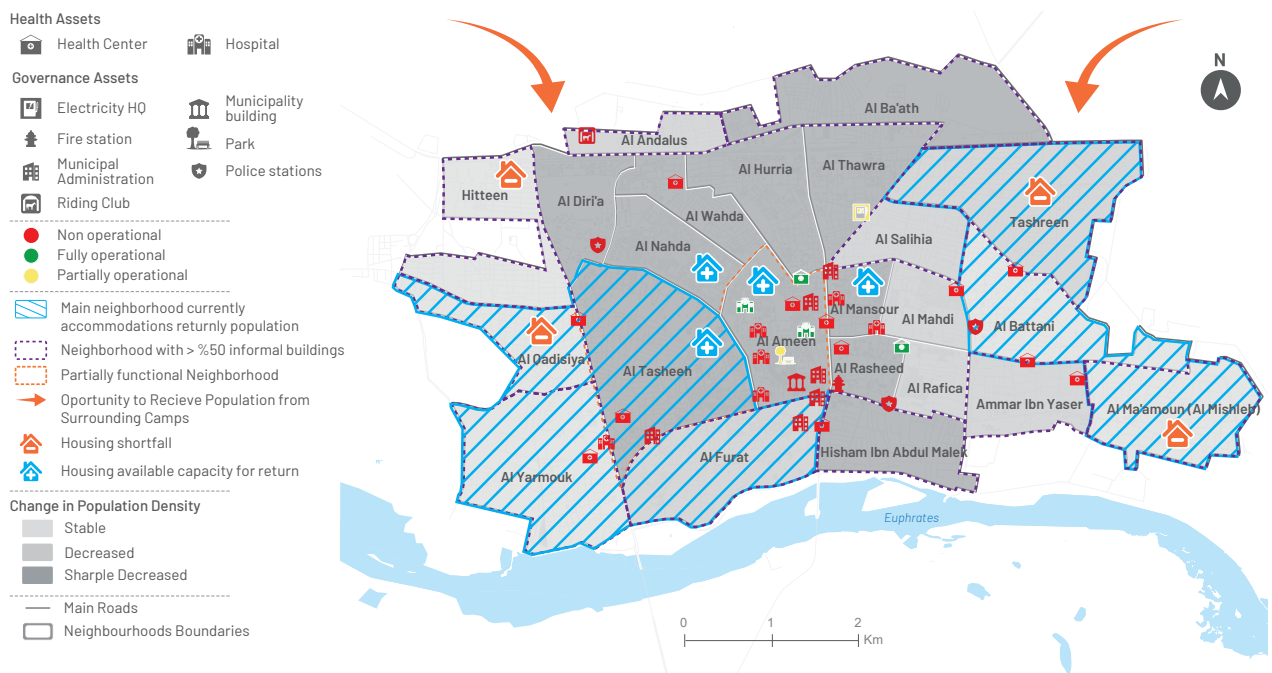 Health Assets
Health Center
Hospital
Governance Assets
Electricity HQ
Municipality
building
Fire station
Park
Municipal
Administration
Police stations
Riding Club
Non operational
Fully operational
Partially operational
Main neighborhood currently
accommodations returnly population
Neighborhood with > %50 informal buildings
Partially functional Neighborhood
Oportunity to Recieve Population from
Surrounding Camps
Housing shortfall
Housing available capacity for return
Change in Population Density
Stable
Decreased
Sharple Decreased
Main Roads
Neighbourhoods Boundaries
N
Al Ba'ath
Al Andalus
Al Hurria
Al Thawra
Hitteen
Al Diri'a
Al Wahda
Tashreen
Al Nahda
Al Salihia
Al Mansour
Al Mahdi
Al Battani
Al Ameen
Al Qadisiya
Al Tasheeh
Al Rasheed
Al Rafica
Ammar Ibn Yaser
Al Ma'amoun (Al Mishleb)
Al Furat
Hisham Ibn Abdul Malek
Al Yarmouk
Euphrates
0
1
2
Km